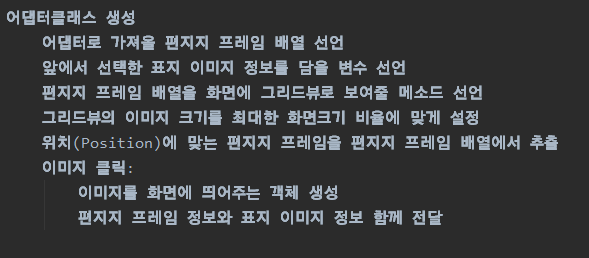 어댑터클래스 생성
어댑터로 가져올 편지지 프레임 배열 선언
앞에서 선택한 표지 이미지 정보를 담을 변수 선언
편지지 프레임 배열을 화면에 그리드뷰로 보여줄 메소드 선언
그리드뷰의 이미지 크기를 최대한 화면크기 비율에 맞게 설정
위치(Position)에 맞는 편지지 프레임을 편지지 프레임 배열에서 추출
이미지 클릭:
이미지를 화면에 띄어주는 객체 생성
편지지 프레임 정보와 표지 이미지 정보 함께 전달